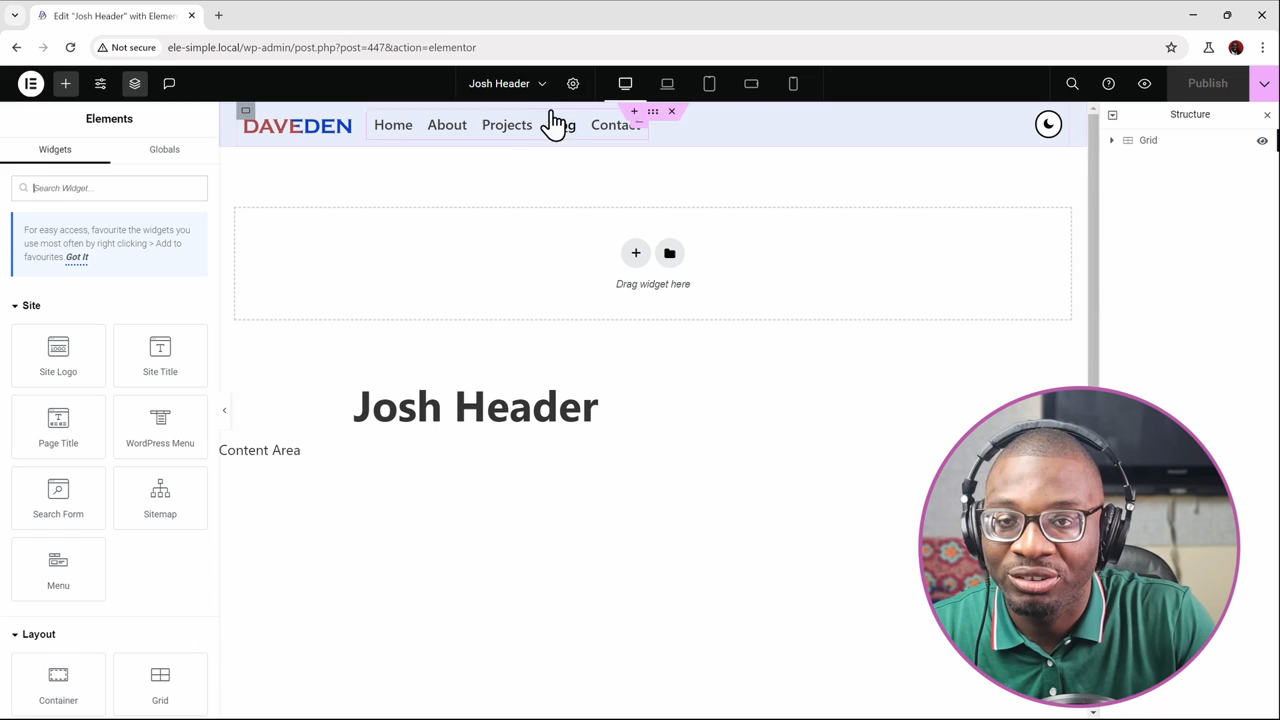 Edit "Josh Header" with Elemen
Not secure
ele-simple.local/wp-admin/post.php?post=447&action=elementor
Josh Header
Publish
Elements
Widgets
Globals
Search Widget...
For easy access, favourite the widgets you
use most often by right clicking > Add to
favourites. Got It
Site
Site Logo
Site Title
Page Title
WordPress Menu
Search Form
Sitemap
Menu
Layout
Container
Grid
DAVEDEN
Home
About
Projects
Contact
Drag widget here
Josh Header
Content Area
Structure
Grid